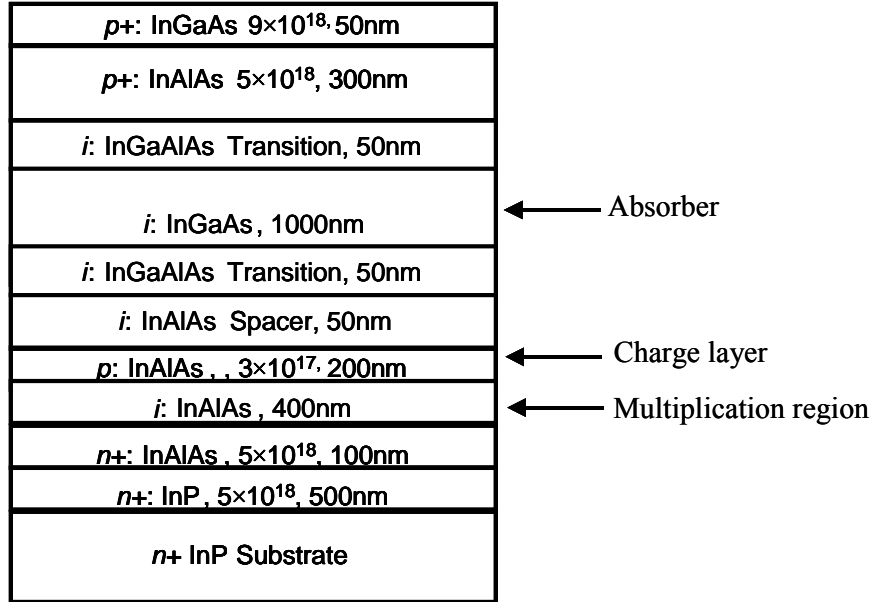 p+: InGaAs 9×10¹⁸, 50nm
p+: InAlAs 5×10¹⁸, 300nm
i: InGaAlAs Transition, 50nm
Absorber
i: InGaAs, 1000nm
i: InGaAlAs Transition, 50nm
i: InAlAs Spacer, 50nm
Charge layer
p: InAlAs, , 3×10¹⁷, 200nm
i: InAlAs, 400nm
Multiplication region
n+: InAlAs, 5×10¹⁸, 100nm
n+: InP, 5×10¹⁸, 500nm
n+ InP Substrate